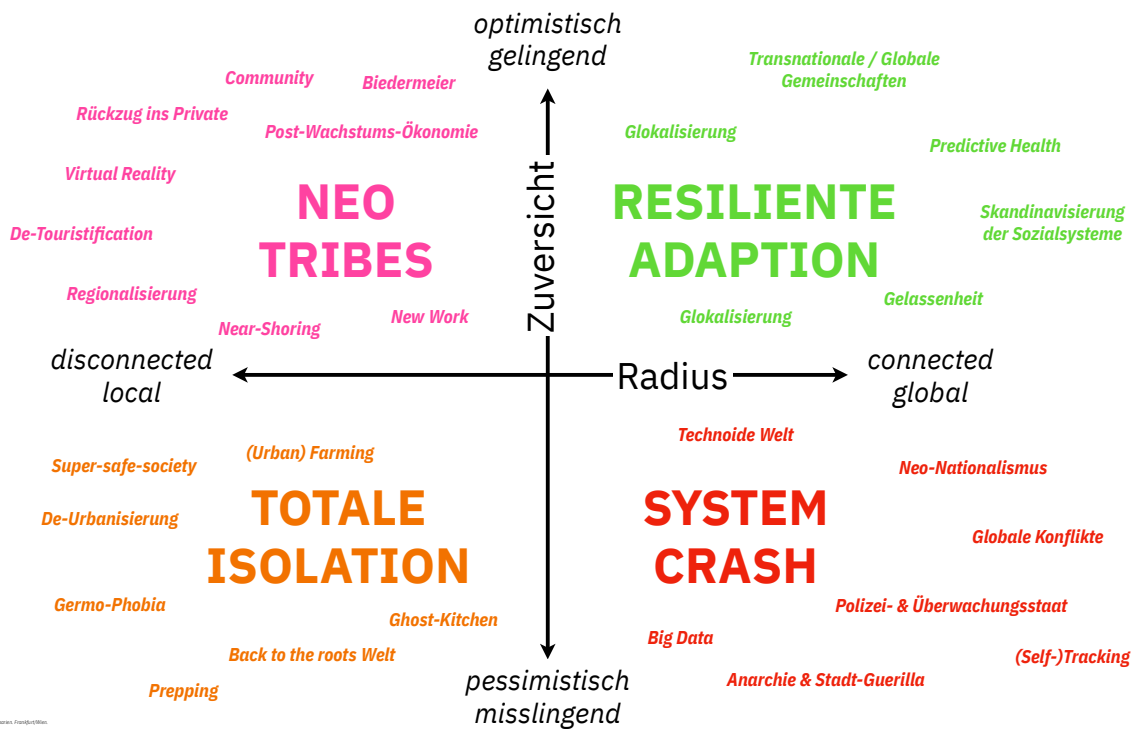 optimistisch
gelingend
Transnationale / Globale
Gemeinschaften
Community
Biedermeier
Rückzug ins Private
Post-Wachstums-Ökonomie
Glokalisierung
Predictive Health
Virtual Reality
NEO
TRIBES
Zuversicht
RESILIENTE
ADAPTION
Skandinavisierung
der Sozialsysteme
De-Touristification
Regionalisierung
Near-Shoring
New Work
Glokalisierung
Gelassenheit
disconnected
local
Radius
connected
global
Technoide Welt
Super-safe-society
(Urban) Farming
Neo-Nationalismus
De-Urbanisierung
TOTALE
ISOLATION
SYSTEM
CRASH
Globale Konflikte
Germo-Phobia
Ghost-Kitchen
Polizei- & Überwachungsstaat
Back to the roots Welt
Big Data
(Self-)Tracking
Prepping
pessimistisch
misslingend
Anarchie & Stadt-Guerilla
Frankfurt/Wien.